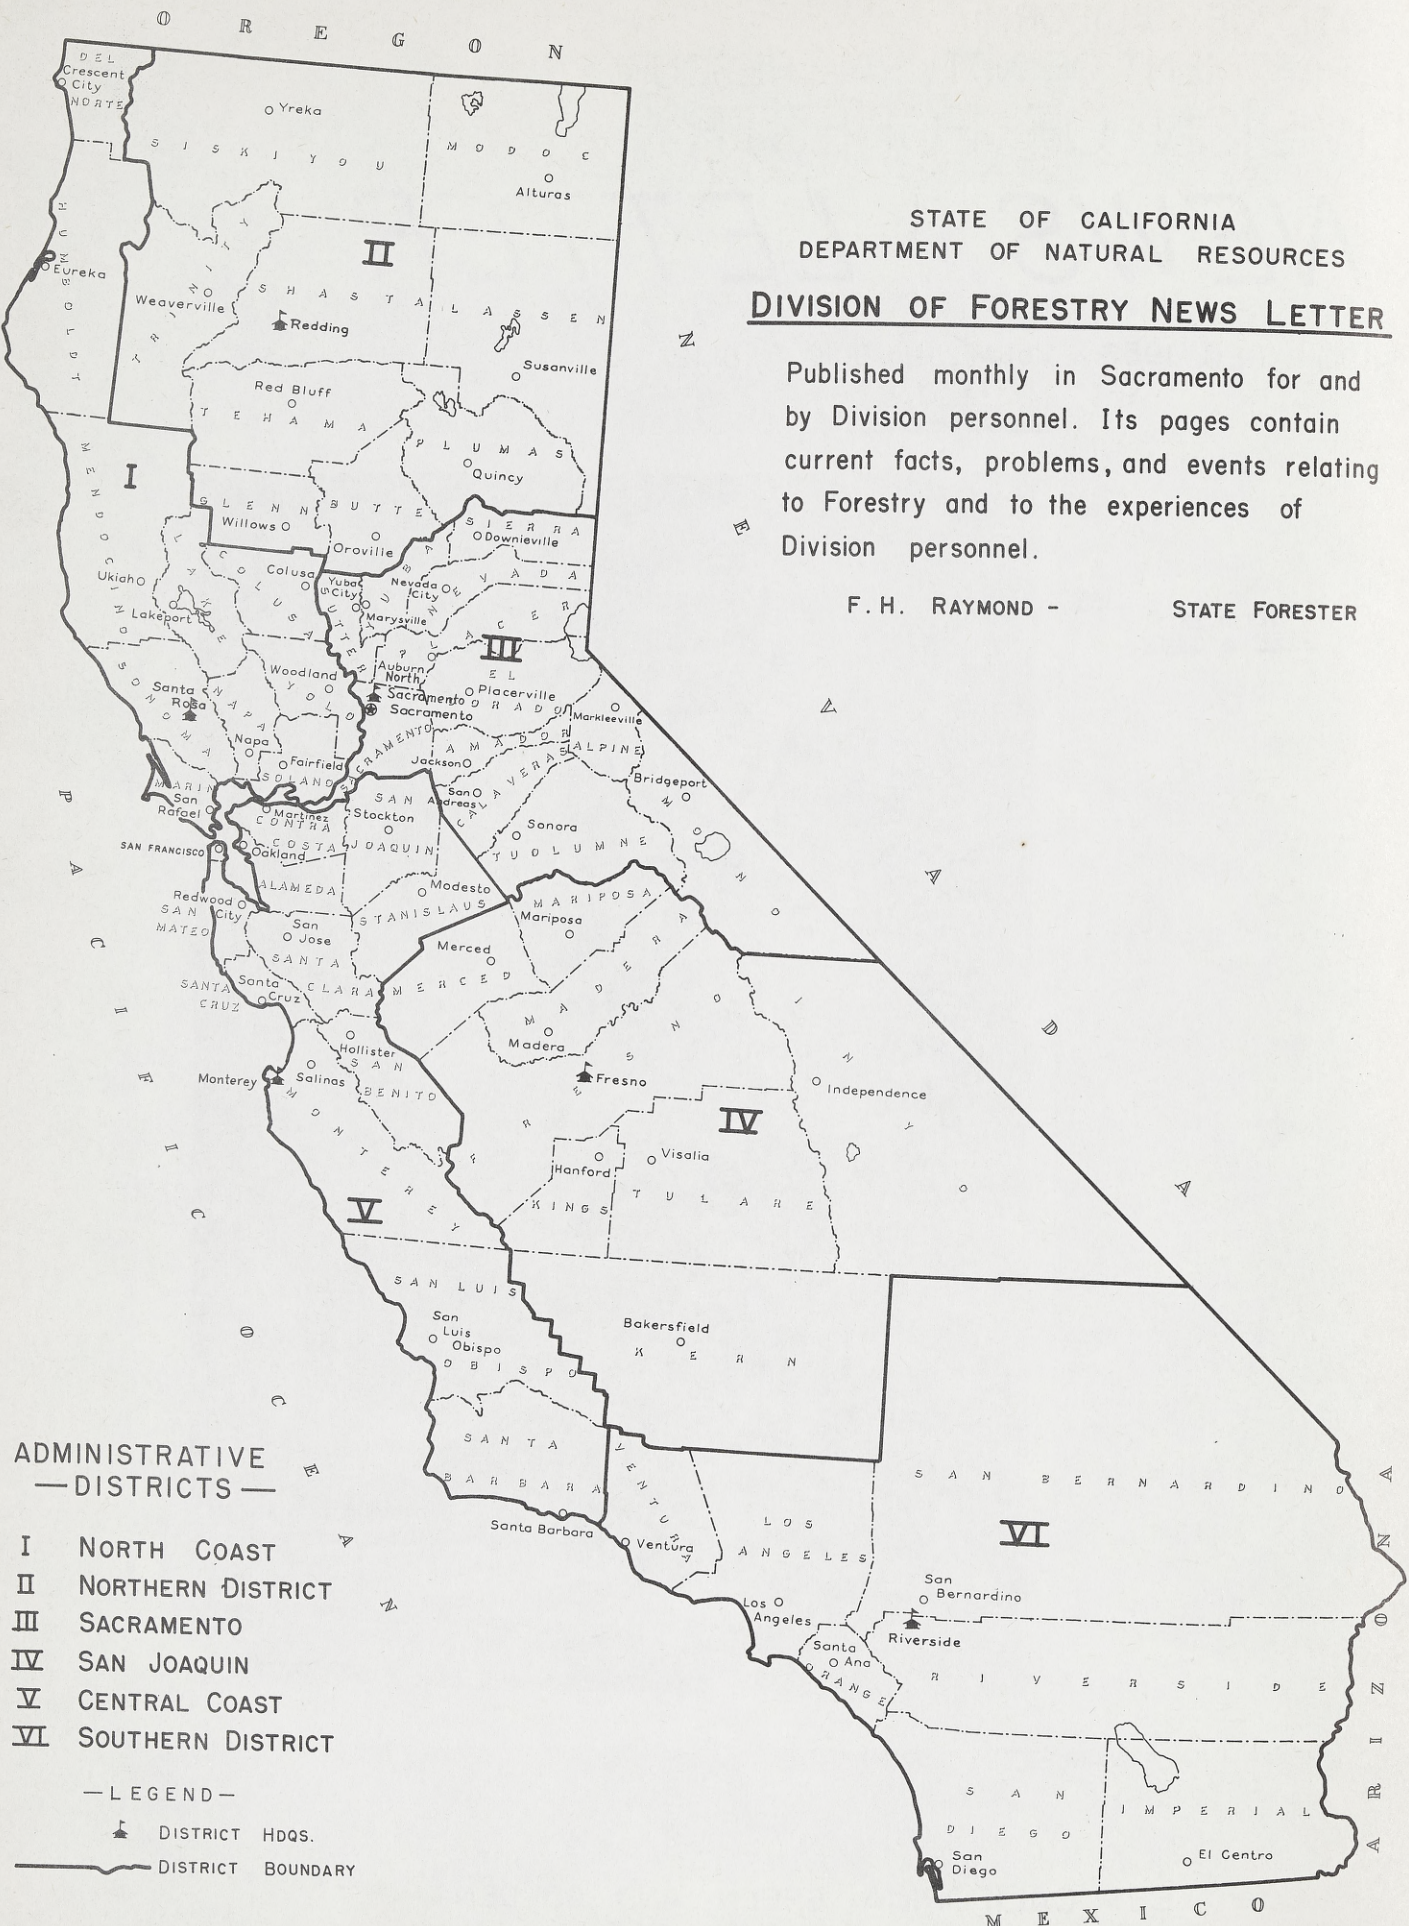 OREGON
DEL
Crescent
City
NORTE
Yreka
SISKIYOU
MODOC
Alturas
HUMBOLDT
Eureka
TRINITY
Weaverville
II
SHASTA
Redding
LASSEN
Susanville
Red Bluff
TEHAMA
PLUMAS
Quincy
I
MENDOCINO
GLENN
Willows
BUTTE
Oroville
SIERRA
Downieville
Ukiah
LAKE
Lakeport
COLUSA
Colusa
Yuba
City
SUTTER
YUBA
Marysville
Nevada
City
NEVADA
PLACER
III
Auburn
North
Sacramento
Sacramento
EL
DORADO
Placerville
SONOMA
Santa
Rosa
NAPA
Napa
Woodland
YOLO
Fairfield
SOLANO
SACRAMENTO
AMADOR
Jackson
ALPINE
Markleeville
MARIN
San
Rafael
Martinez
CONTRA
COSTA
SAN
Stockton
JOAQUIN
San
Andreas
CALAVERAS
Sonora
TUOLUMNE
Bridgeport
MONO
SAN FRANCISCO
Oakland
ALAMEDA
Redwood
City
SAN
MATEO
Modesto
STANISLAUS
MARIPOSA
Mariposa
San
Jose
SANTA
CLARA
Merced
MERCED
SANTA
CRUZ
Santa
Cruz
MADERA
Madera
Hollister
SAN
BENITO
Salinas
Monterey
MONTEREY
FRESNO
Fresno
INYO
Independence
IV
Hanford
KINGS
Visalia
TULARE
V
SAN LUIS
San
Luis
Obispo
OBISPO
Bakersfield
KERN
SANTA
BARBARA
Santa Barbara
VENTURA
Ventura
LOS
ANGELES
Los
Angeles
SAN BERNARDINO
VI
San
Bernardino
Riverside
Santa
Ana
ORANGE
RIVERSIDE
SAN
DIEGO
San
Diego
IMPERIAL
El Centro
MEXICO
NEVADA
ARIZONA
PACIFIC OCEAN
STATE OF CALIFORNIA
DEPARTMENT OF NATURAL RESOURCES
DIVISION OF FORESTRY NEWS LETTER
Published monthly in Sacramento for and
by Division personnel. Its pages contain
current facts, problems, and events relating
to Forestry and to the experiences of
Division personnel.
F. H. RAYMOND - STATE FORESTER
ADMINISTRATIVE
—DISTRICTS—
I NORTH COAST
II NORTHERN DISTRICT
III SACRAMENTO
IV SAN JOAQUIN
V CENTRAL COAST
VI SOUTHERN DISTRICT
—LEGEND—
DISTRICT HDQS.
DISTRICT BOUNDARY